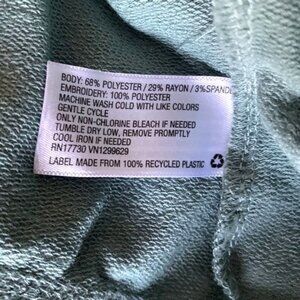 BODY: 68% POLYESTER / 29% RAYON / 3%SPAND
EMBROIDERY: 100% POLYESTER
MACHINE WASH COLD WITH LIKE COLORS
GENTLE CYCLE
ONLY NON-CHLORINE BLEACH IF NEEDED
TUMBLE DRY LOW, REMOVE PROMPTLY
COOL IRON IF NEEDED
RN17730 VN1299629
LABEL MADE FROM 100% RECYCLED PLASTIC